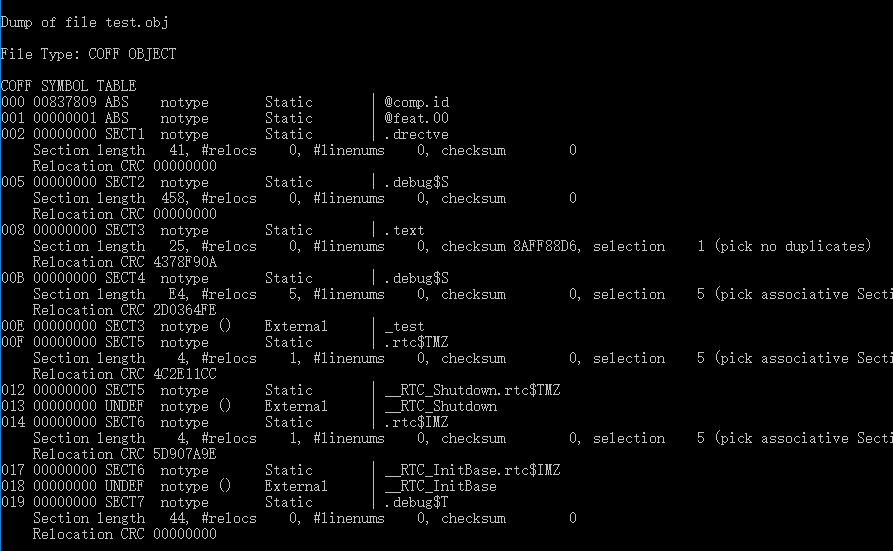 Dump of file test.obj
File Type: COFF OBJECT
COFF SYMBOL TABLE
000 00837809 ABS    notype       Static       | @comp.id
001 00000001 ABS    notype       Static       | @feat.00
002 00000000 SECT1  notype       Static       | .drectve
    Section length   41, #relocs    0, #linenums    0, checksum        0
    Relocation CRC 00000000
005 00000000 SECT2  notype       Static       | .debug$S
    Section length  458, #relocs    0, #linenums    0, checksum        0
    Relocation CRC 00000000
008 00000000 SECT3  notype       Static       | .text
    Section length   25, #relocs    0, #linenums    0, checksum 8AFF88D6, selection    1 (pick no duplicates)
    Relocation CRC 4378F90A
00B 00000000 SECT4  notype       Static       | .debug$S
    Section length   E4, #relocs    5, #linenums    0, checksum        0, selection    5 (pick associative Secti
    Relocation CRC 2D0364FE
00E 00000000 SECT3  notype ()    External     | _test
00F 00000000 SECT5  notype       Static       | .rtc$TMZ
    Section length    4, #relocs    1, #linenums    0, checksum        0, selection    5 (pick associative Secti
    Relocation CRC 4C2E11CC
012 00000000 SECT5  notype       Static       | __RTC_Shutdown.rtc$TMZ
013 00000000 UNDEF  notype ()    External     | __RTC_Shutdown
014 00000000 SECT6  notype       Static       | .rtc$IMZ
    Section length    4, #relocs    1, #linenums    0, checksum        0, selection    5 (pick associative Secti
    Relocation CRC 5D907A9E
017 00000000 SECT6  notype       Static       | __RTC_InitBase.rtc$IMZ
018 00000000 UNDEF  notype ()    External     | __RTC_InitBase
019 00000000 SECT7  notype       Static       | .debug$T
    Section length   44, #relocs    0, #linenums    0, checksum        0
    Relocation CRC 00000000